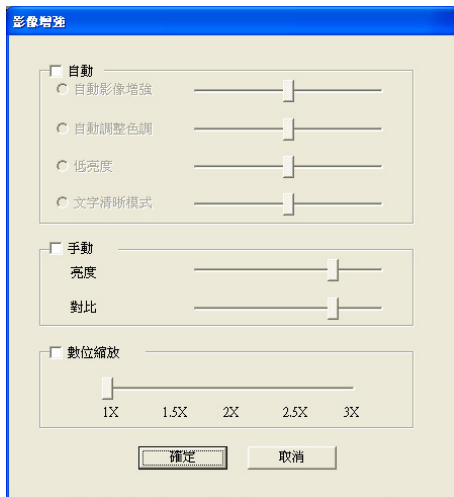 影像增強
自動
自動影像增強
自動調整色調
低亮度
文字清晰模式
手動
亮度
對比
數位縮放
1X 1.5X 2X 2.5X 3X
確定 取消